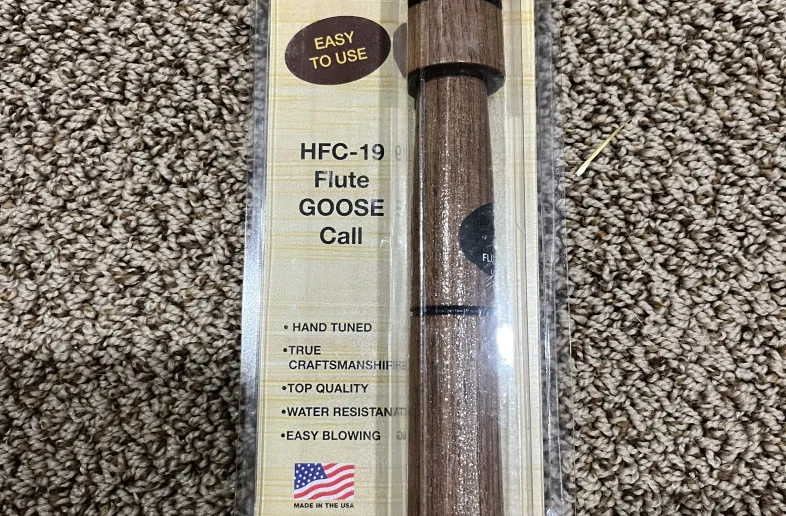 EASY
TO USE
HFC-19
Flute
GOOSE
Call
• HAND TUNED
•TRUE
CRAFTSMANSHIP
•TOP QUALITY
•WATER RESISTANT
•EASY BLOWING
MADE IN THE USA